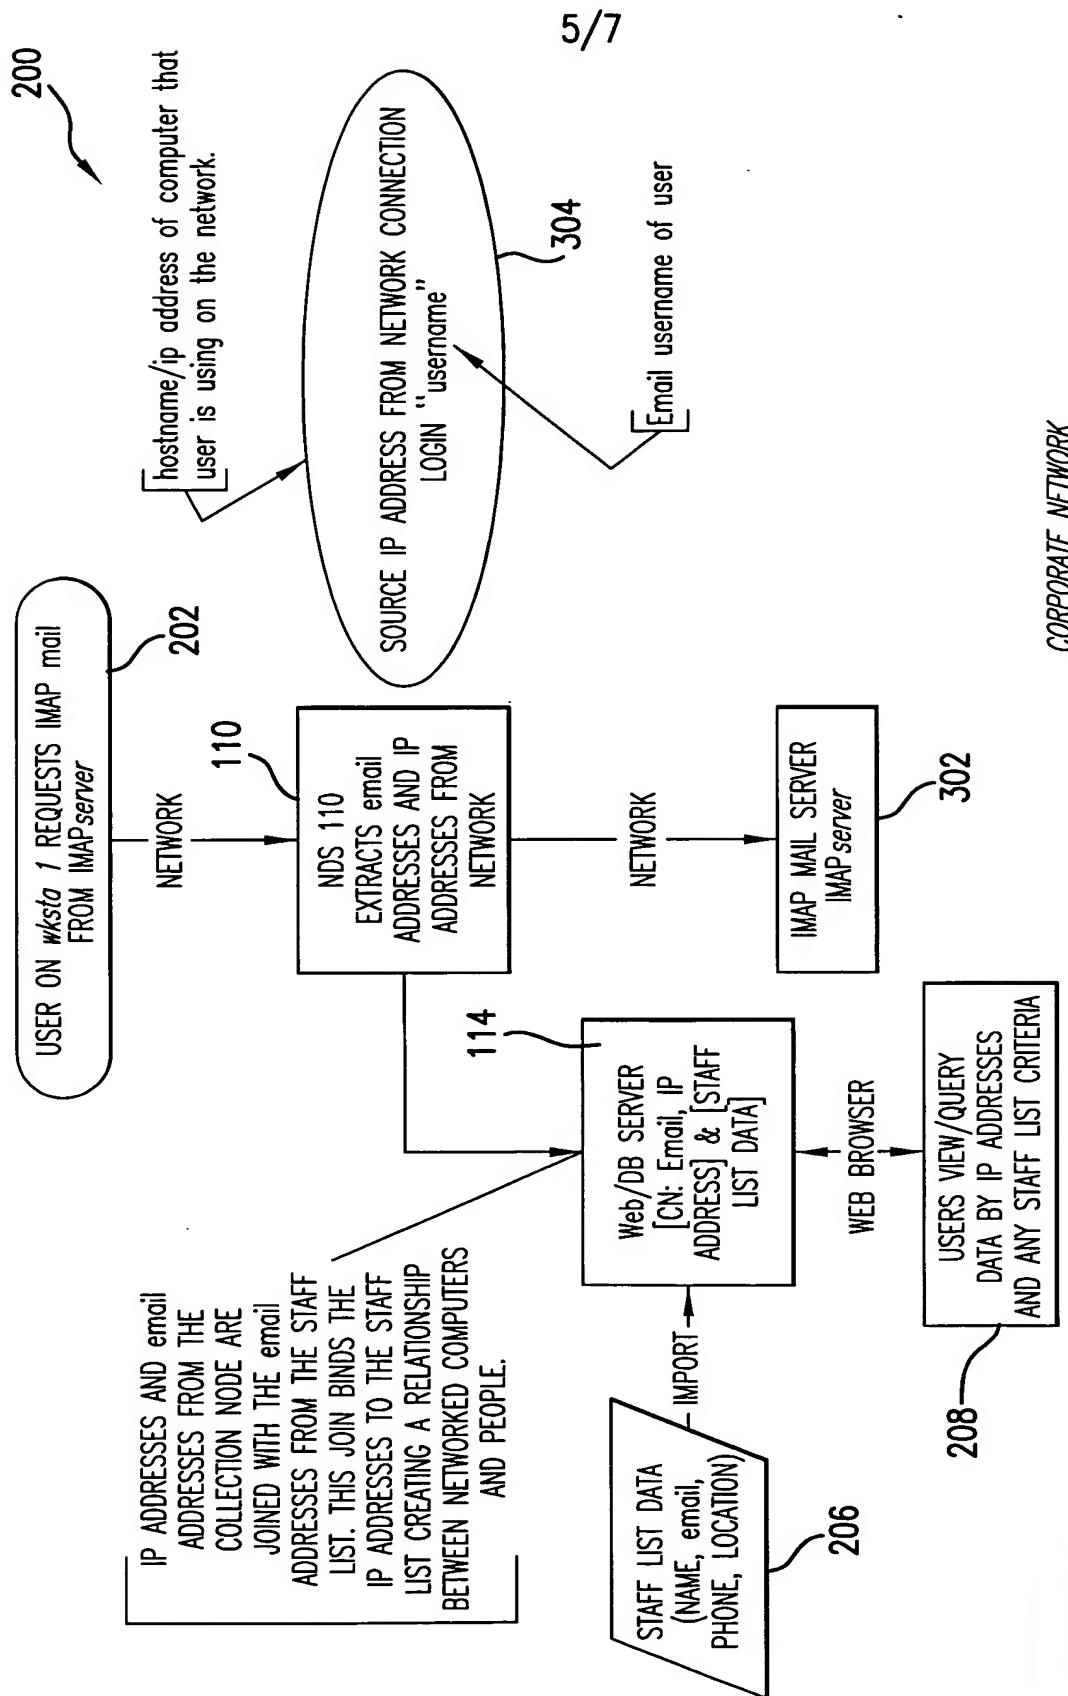 5/7
200
USER ON wksta 1 REQUESTS IMAP mail
FROM IMAPserver
202
NETWORK
110
NDS 110
EXTRACTS email
ADDRESSES AND IP
ADDRESSES FROM
NETWORK
hostname/ip address of computer that
user is using on the network.
SOURCE IP ADDRESS FROM NETWORK CONNECTION
LOGIN "username"
304
Email username of user
NETWORK
IMAP MAIL SERVER
IMAPserver
302
IP ADDRESSES AND email
ADDRESSES FROM THE
COLLECTION NODE ARE
JOINED WITH THE email
ADDRESSES FROM THE STAFF
LIST. THIS JOIN BINDS THE
IP ADDRESSES TO THE STAFF
LIST CREATING A RELATIONSHIP
BETWEEN NETWORKED COMPUTERS
AND PEOPLE.
114
Web/DB SERVER
[CN: Email, IP
ADDRESS] & [STAFF
LIST DATA]
STAFF LIST DATA
(NAME, email,
PHONE, LOCATION)
206
IMPORT
WEB BROWSER
USERS VIEW/QUERY
DATA BY IP ADDRESSES
AND ANY STAFF LIST CRITERIA
208
CORPORATE NETWORK